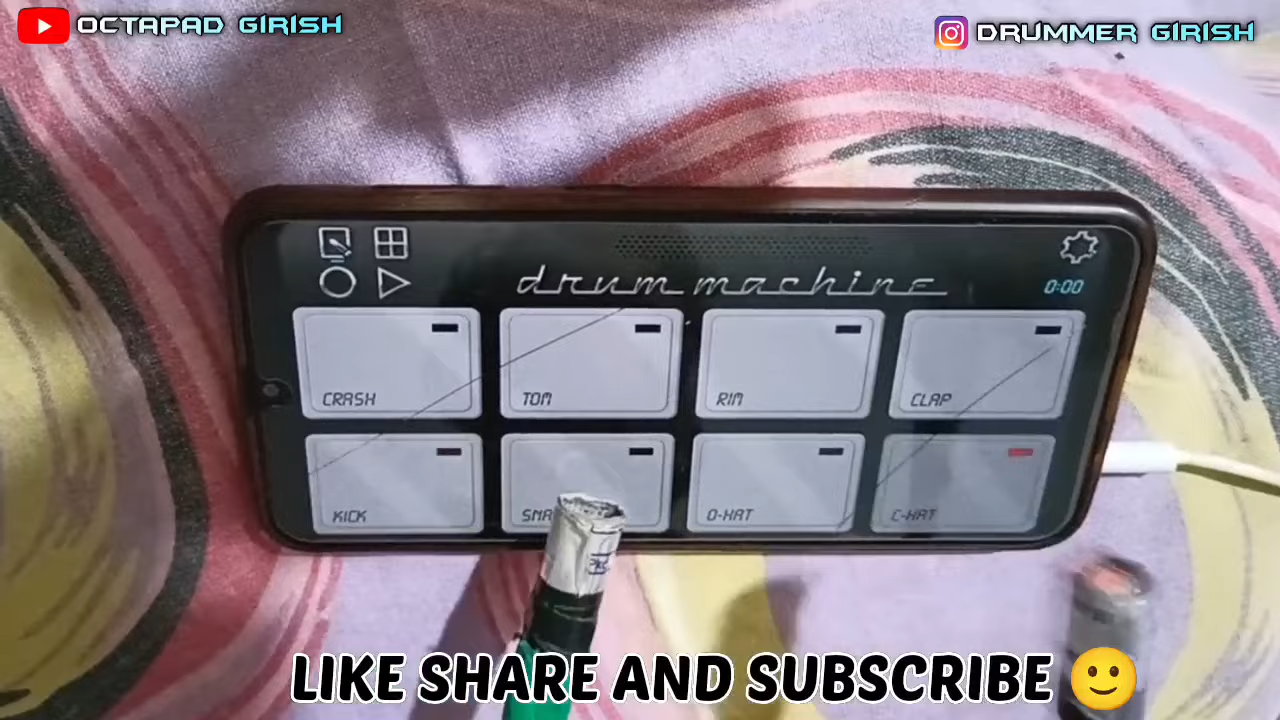 OCTAPAD GIRISH
DRUMMER GIRISH
drum machine
0:00
CRASH
TOM
RIM
CLAP
KICK
O-HAT
C-HAT
LIKE SHARE AND SUBSCRIBE 🙂